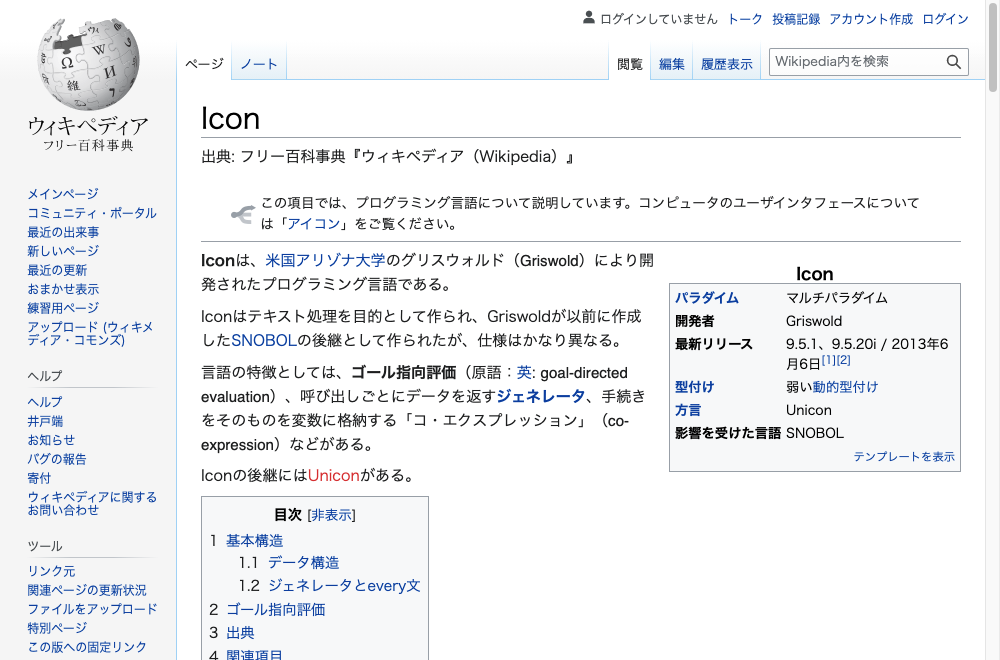 ログインしていません トーク 投稿記録 アカウント作成 ログイン
ページ ノート 閲覧 編集 履歴表示 Wikipedia内を検索
ウィキペディア
フリー百科事典
メインページ
コミュニティ・ポータル
最近の出来事
新しいページ
最近の更新
おまかせ表示
練習用ページ
アップロード (ウィキメ
ディア・コモンズ)
ヘルプ
ヘルプ
井戸端
お知らせ
バグの報告
寄付
ウィキペディアに関する
お問い合わせ
ツール
リンク元
関連ページの更新状況
ファイルをアップロード
特別ページ
この版への固定リンク
Icon
出典: フリー百科事典『ウィキペディア（Wikipedia）』
この項目では、プログラミング言語について説明しています。コンピュータのユーザインタフェースについて
は「アイコン」をご覧ください。
Iconは、米国アリゾナ大学のグリスウォルド（Griswold）により開
発されたプログラミング言語である。
Iconはテキスト処理を目的として作られ、Griswoldが以前に作成
したSNOBOLの後継として作られたが、仕様はかなり異なる。
言語の特徴としては、ゴール指向評価（原語：英: goal-directed
evaluation）、呼び出しごとにデータを返すジェネレータ、手続き
をそのものを変数に格納する「コ・エクスプレッション」（co-
expression）などがある。
Iconの後継にはUniconがある。
Icon
パラダイム マルチパラダイム
開発者 Griswold
最新リリース 9.5.1、9.5.20i / 2013年6
月6日[1][2]
型付け 弱い動的型付け
方言 Unicon
影響を受けた言語 SNOBOL
テンプレートを表示
目次 [非表示]
1 基本構造
1.1 データ構造
1.2 ジェネレータとevery文
2 ゴール指向評価
3 出典
4 関連項目